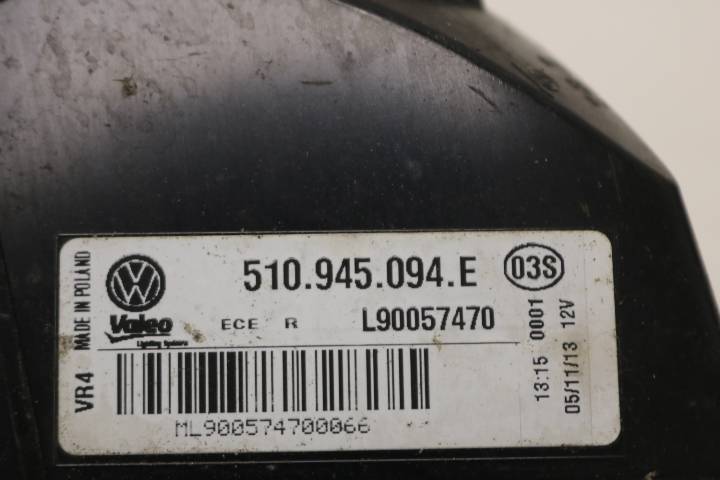 510.945.094.E 03S
VW
Valeo ECE R L90057470
Lighting Systems
ML900574700066
VR4 MADE IN POLAND
13:15 0001
05/11/13 12V